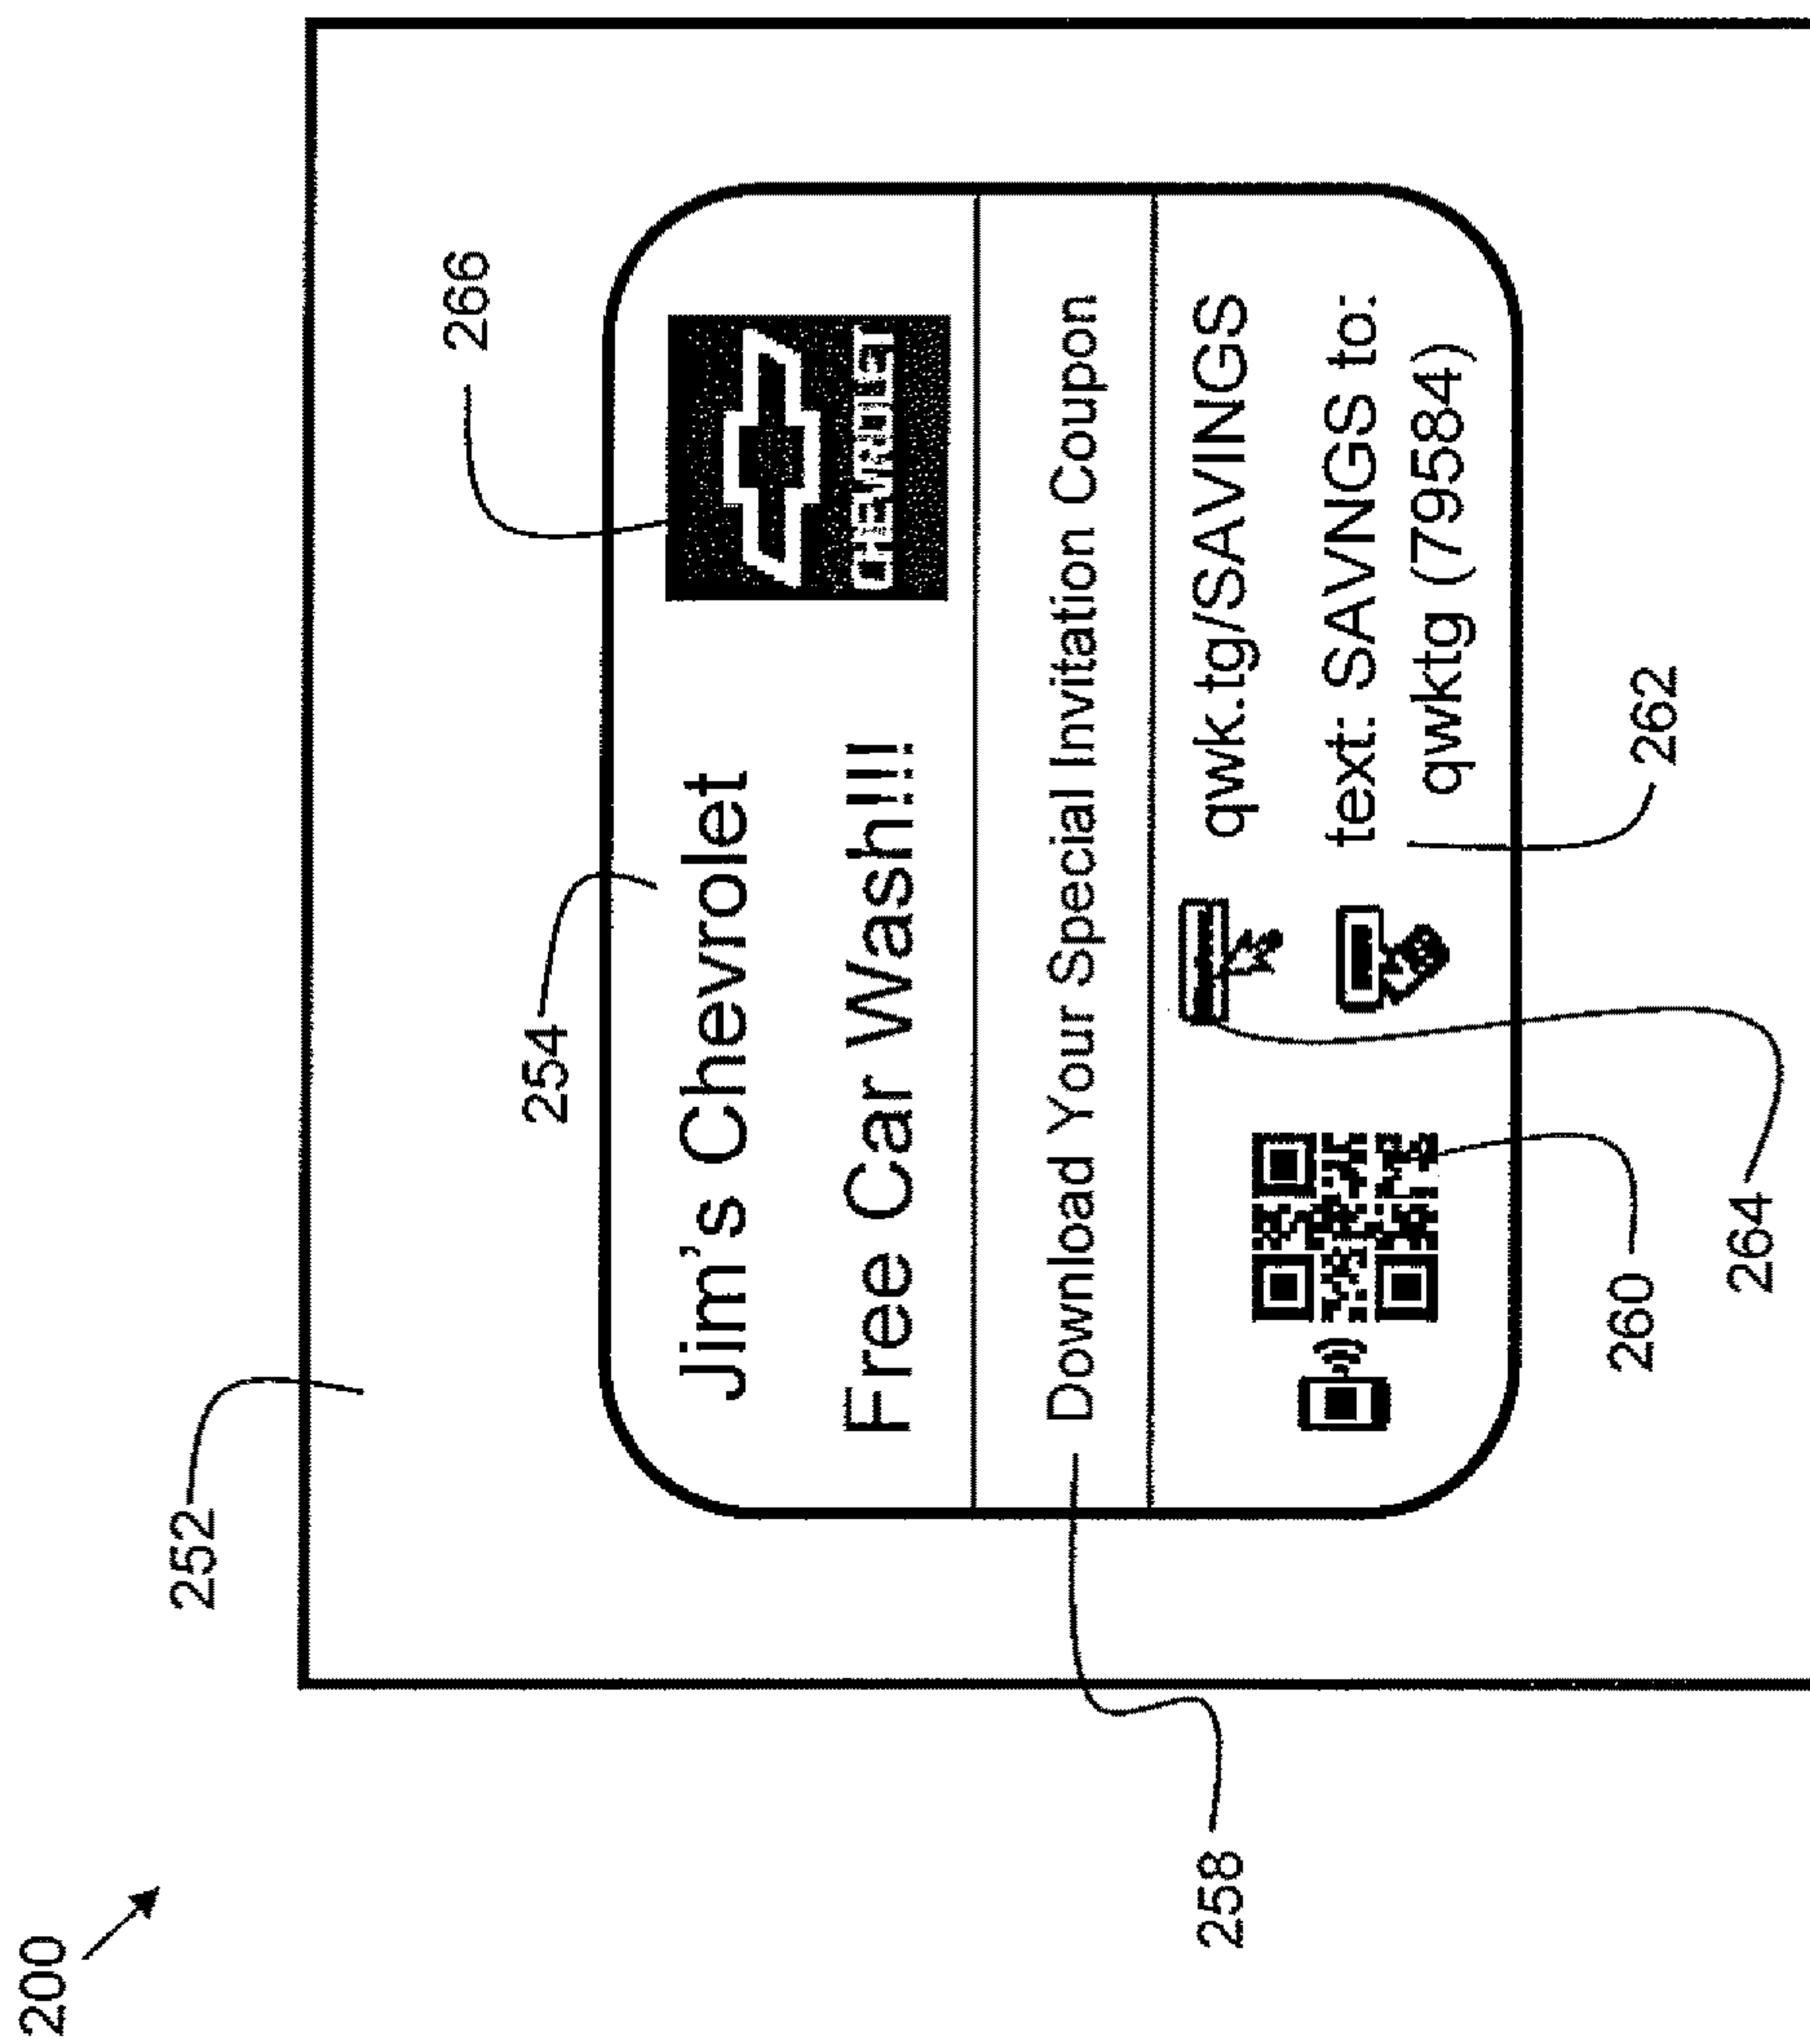 200
252
254
266
Jim's Chevrolet
Free Car Wash!!!
CHEVROLET
Download Your Special Invitation Coupon
258
qwk.tg/SAVINGS
text: SAVNGS to:
qwktg (79584)
260
264
262